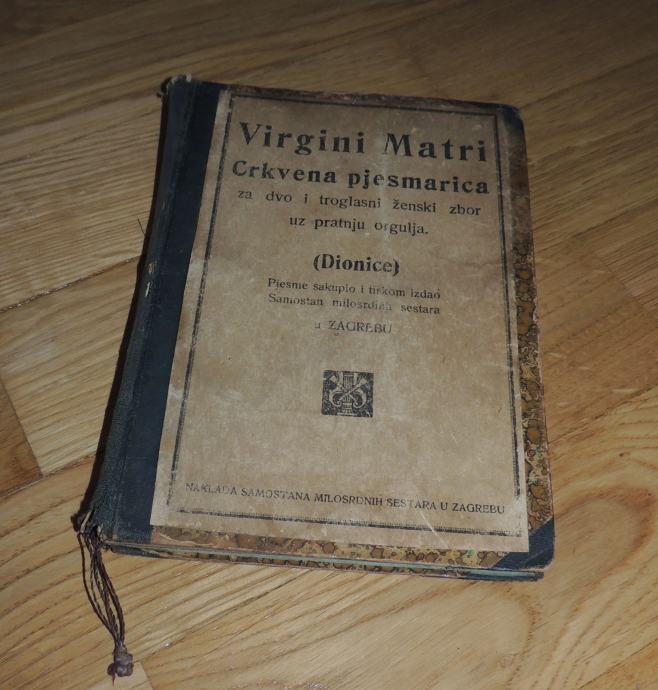 Virgini Matri
Crkvena pjesmarica
za dvo i troglasni ženski zbor
uz pratnju orgulja.
(Dionice)
Pjesme sakupio i tiskom izdao
Samostan milosrdnih sestara
u ZAGREBU
NAKLADA SAMOSTANA MILOSRDNIH SESTARA U ZAGREBU